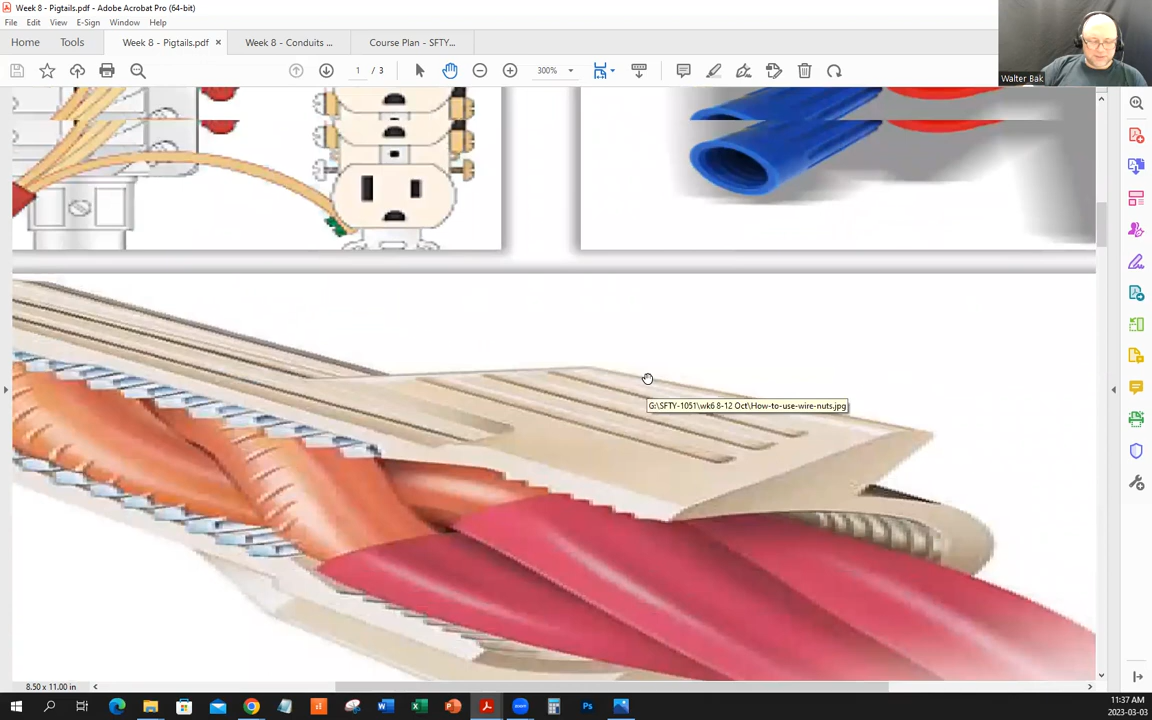 Week 8 - Pigtails.pdf - Adobe Acrobat Pro (64-bit)
File Edit View E-Sign Window Help
Home Tools Week 8 - Pigtails.pdf × Week 8 - Conduits ... Course Plan - SFTY...
1 / 3 300%
Walter Bak
G:\SFTY-1051\wk6 8-12 Oct\How-to-use-wire-nuts.jpg
8.50 x 11.00 in
11:37 AM
2023-03-03